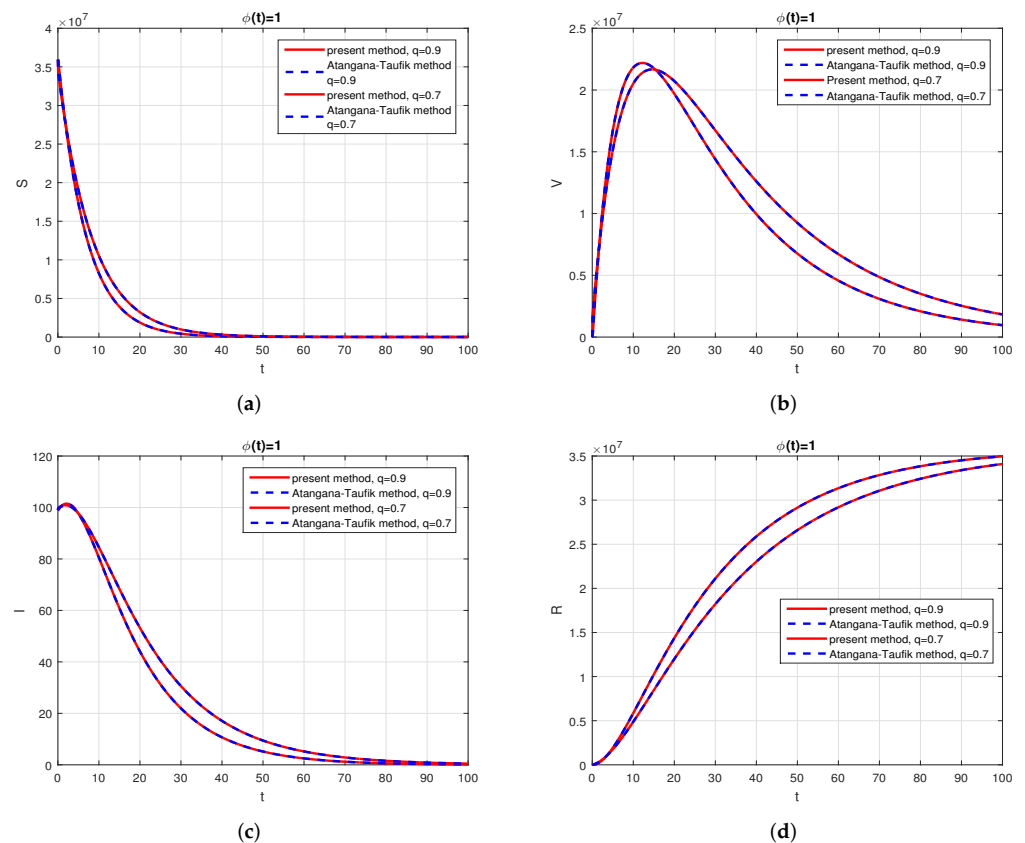 ϕ(t)=1
×10⁷
4
3.5
3
2.5
2
1.5
1
0.5
0
S
0 10 20 30 40 50 60 70 80 90 100
t
present method, q=0.9
Atangana-Taufik method
q=0.9
present method, q=0.7
Atangana-Taufik method
q=0.7
(a)
ϕ(t)=1
×10⁷
2.5
2
1.5
1
0.5
0
V
0 10 20 30 40 50 60 70 80 90 100
t
present method, q=0.9
Atangana-Taufik method, q=0.9
Present method, q=0.7
Atangana-Taufik method, q=0.7
(b)
ϕ(t)=1
120
100
80
60
40
20
0
I
0 10 20 30 40 50 60 70 80 90 100
t
present method, q=0.9
Atangana-Taufik method, q=0.9
present method, q=0.7
Atangana-Taufik method, q=0.7
(c)
ϕ(t)=1
×10⁷
3.5
3
3.5
2
1.5
1
3.5
0
R
0 10 20 30 40 50 60 70 80 90 100
t
present method, q=0.9
Atangana-Taufik method, q=0.9
present method, q=0.7
Atangana-Taufik method, q=0.7
(d)